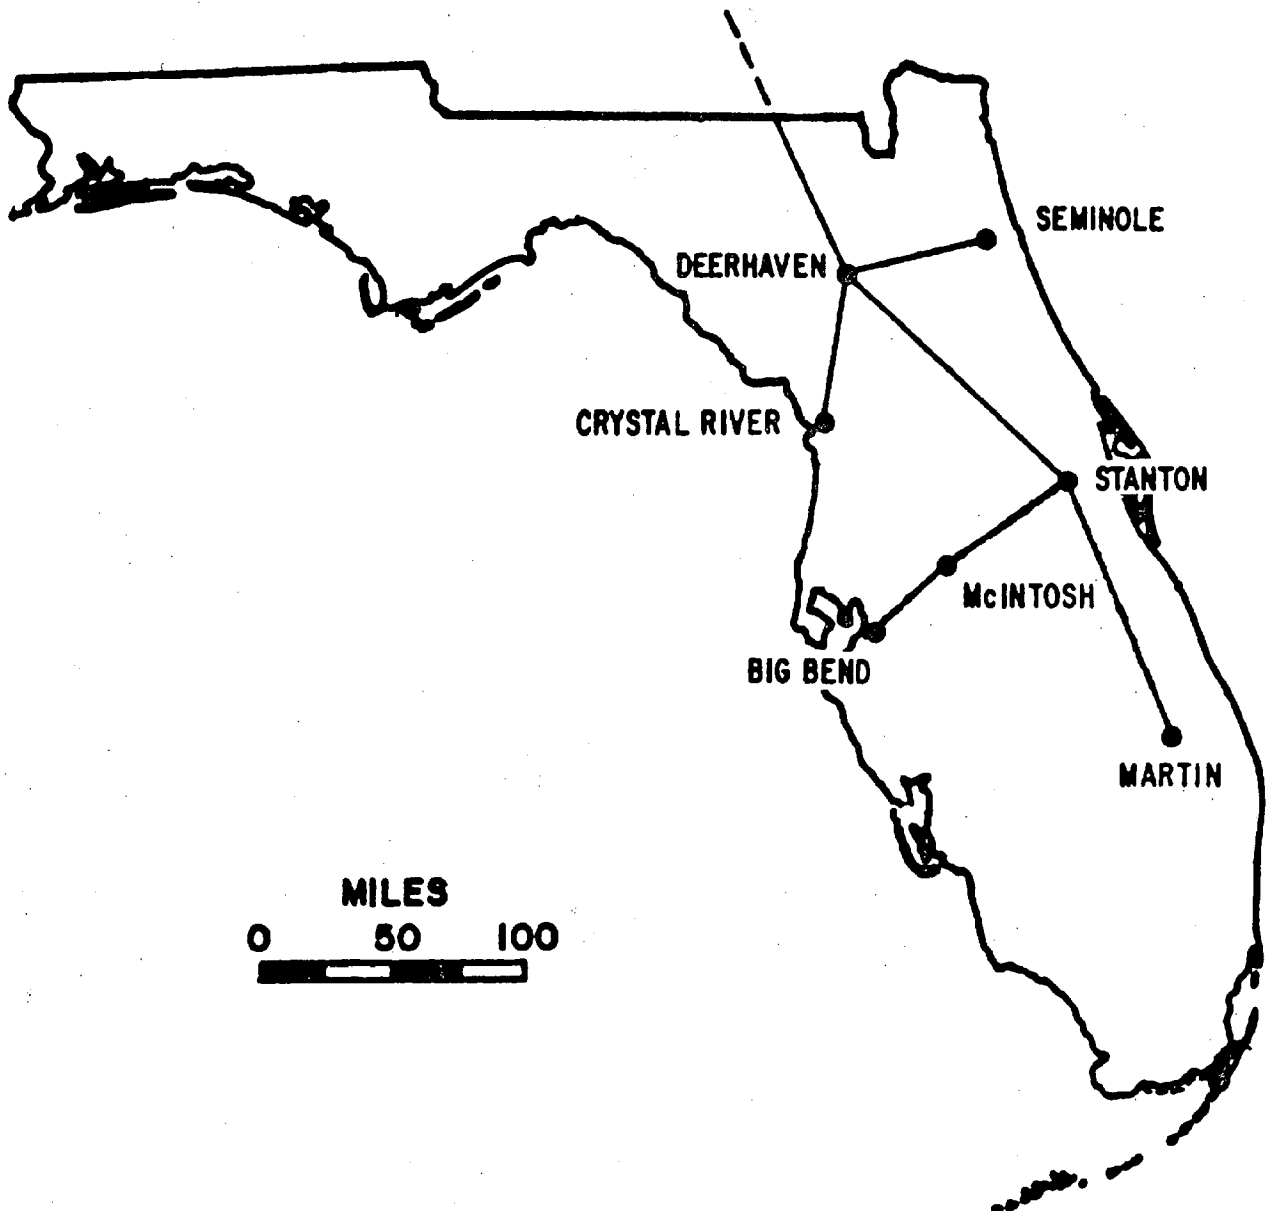 SEMINOLE
DEERHAVEN
CRYSTAL RIVER
STANTON
McINTOSH
BIG BEND
MARTIN
MILES
0 50 100